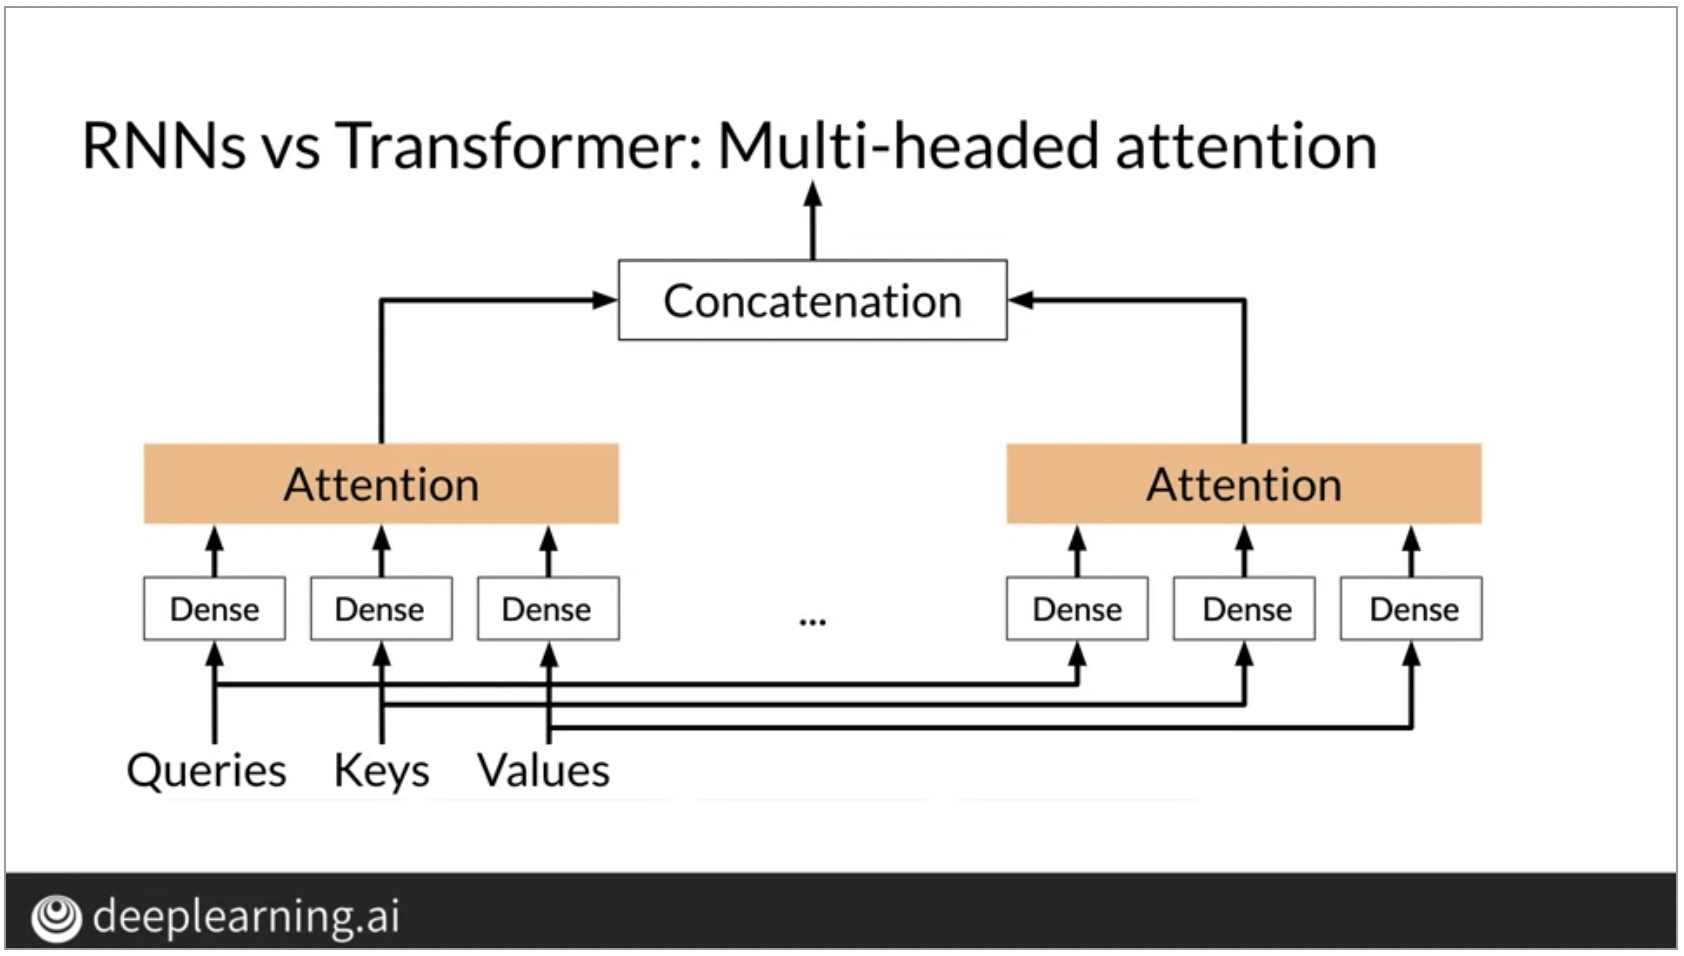 RNNs vs Transformer: Multi-headed attention
Concatenation
Attention
Attention
Dense
Dense
Dense
...
Dense
Dense
Dense
Queries
Keys
Values
deeplearning.ai